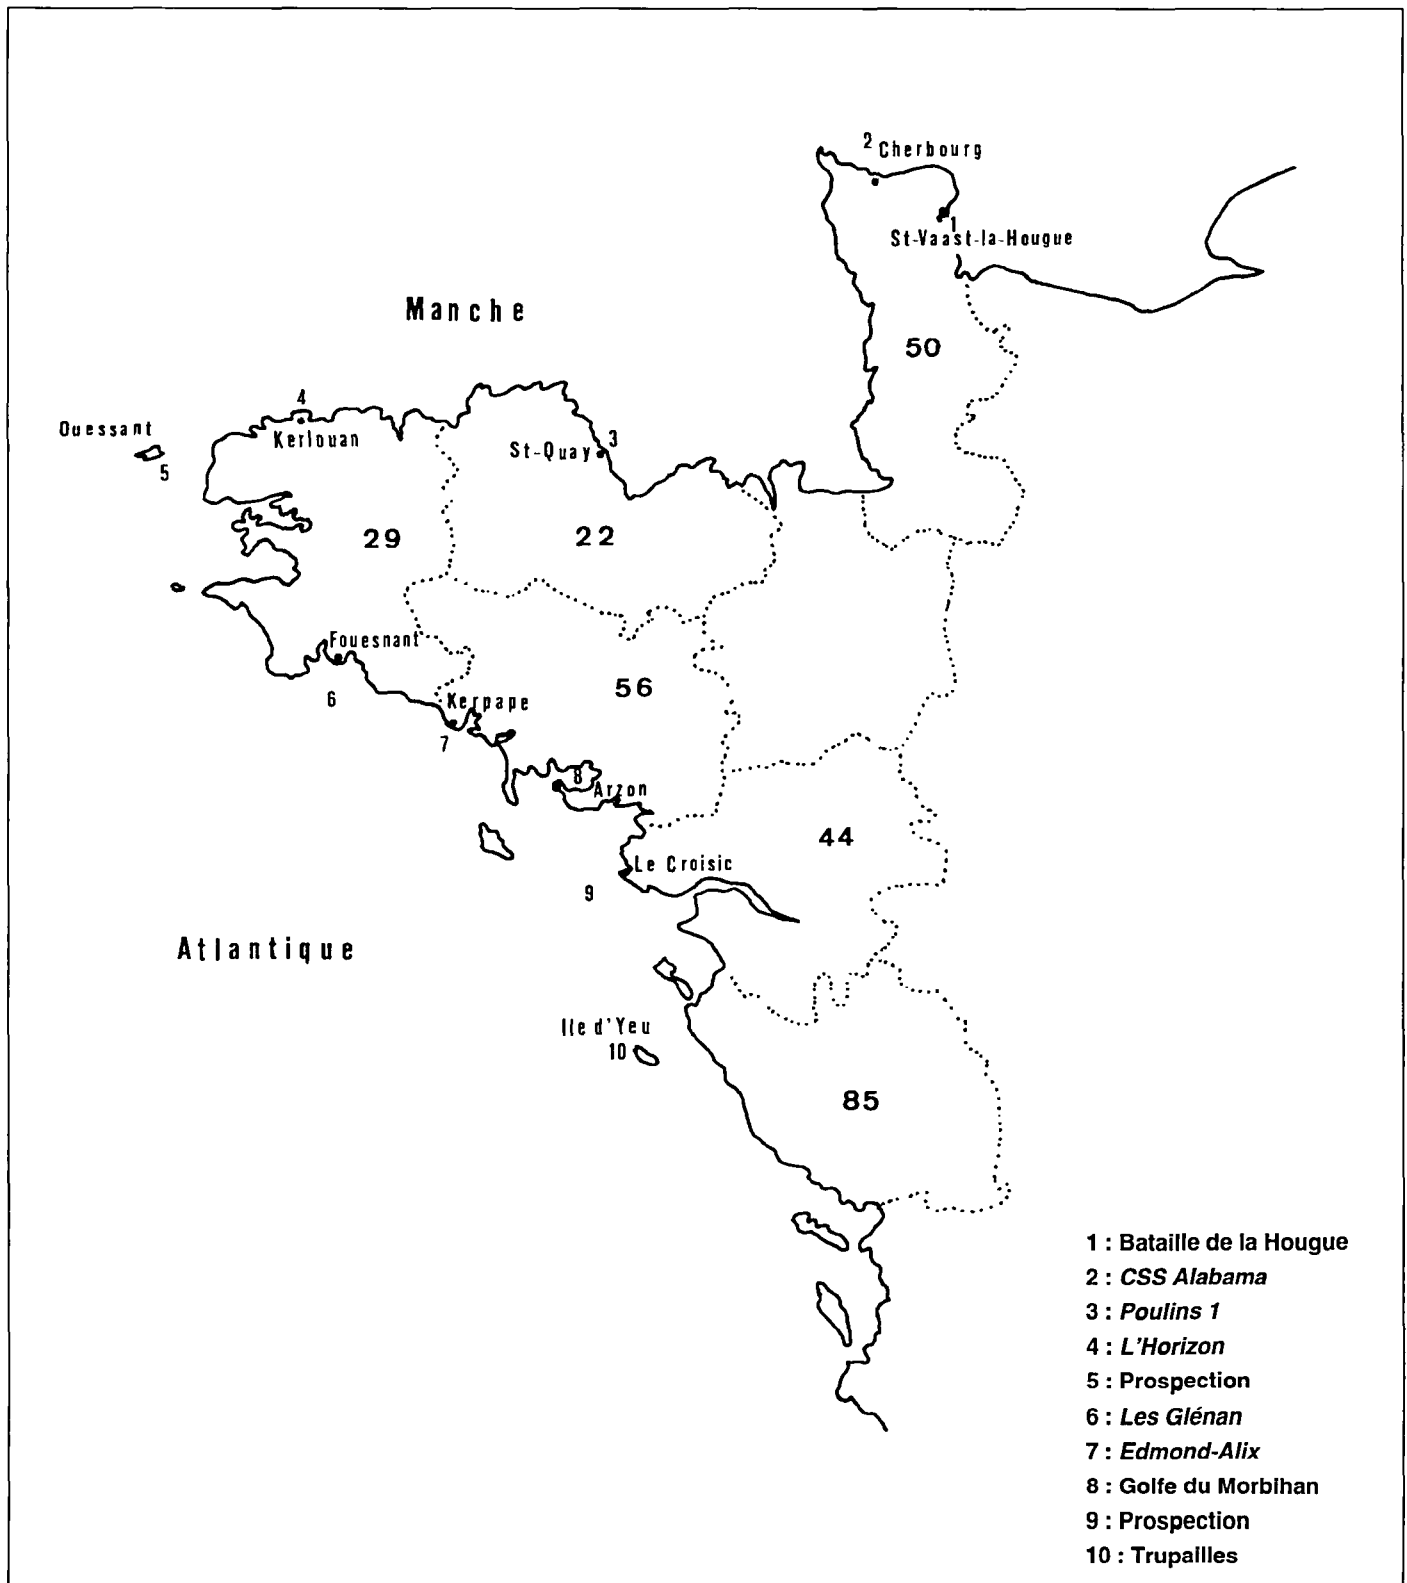 2 Cherbourg
1
St-Vaast-la-Hougue
Manche
50
4
Kerlouan
Ouessant
5
St-Quay 3
29
22
Fouesnant
6
56
Kerpape
7
8
Arzon
44
Le Croisic
9
Atlantique
Ile d'Yeu
10
85
1 : Bataille de la Hougue
2 : CSS Alabama
3 : Poulins 1
4 : L'Horizon
5 : Prospection
6 : Les Glénan
7 : Edmond-Alix
8 : Golfe du Morbihan
9 : Prospection
10 : Trupailles